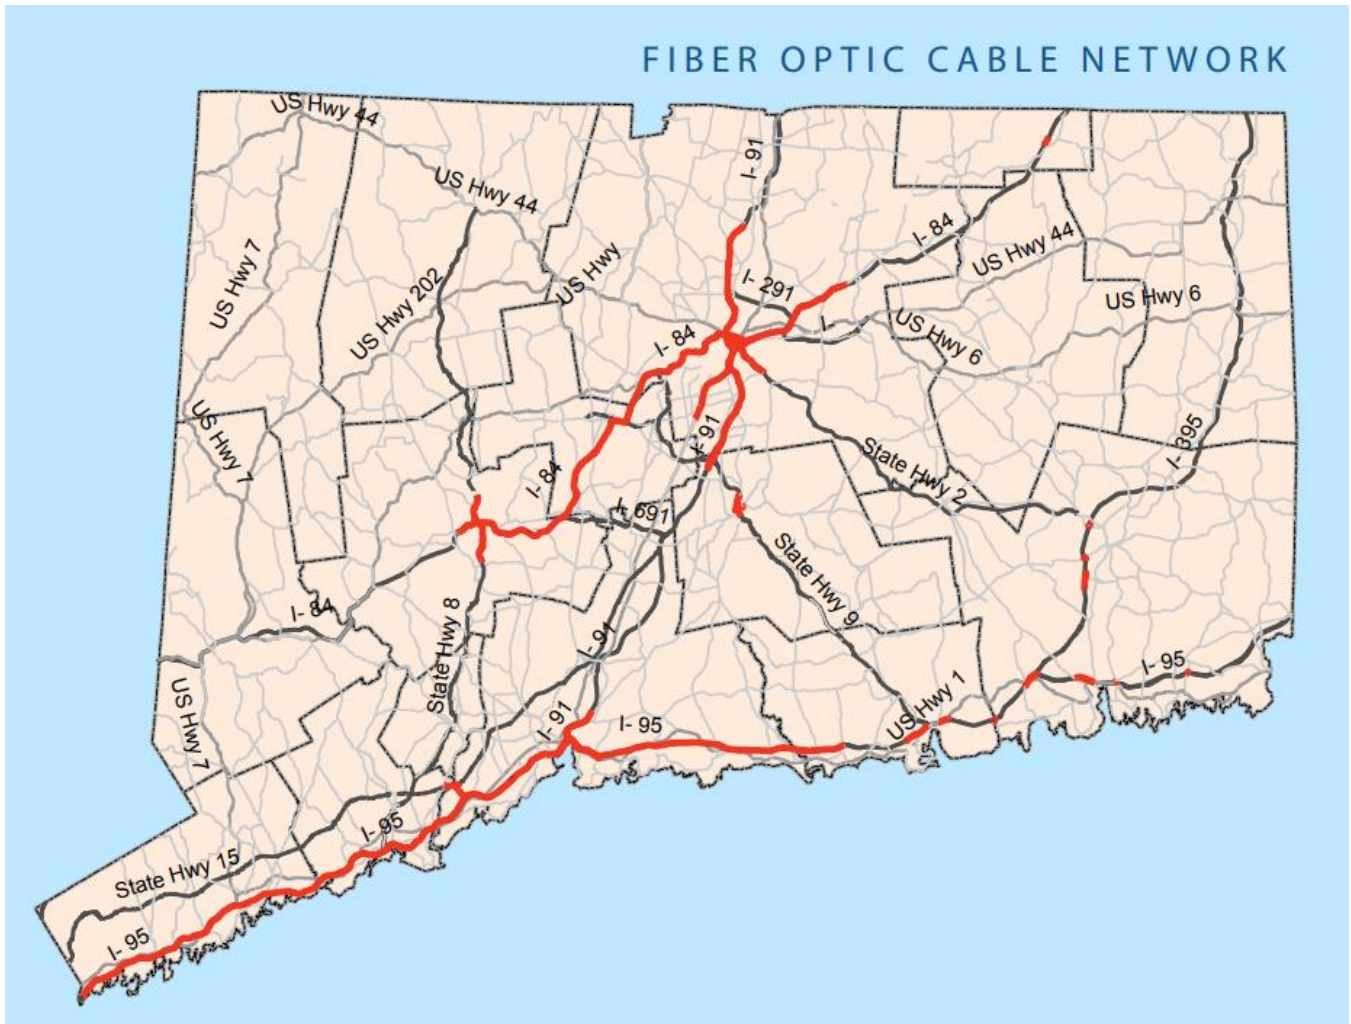 FIBER OPTIC CABLE NETWORK
US Hwy 44
I- 91
US Hwy 44
I- 84
US Hwy 44
US Hwy 7
US Hwy 202
US Hwy
I- 291
US Hwy 6
I-
US Hwy 6
I- 84
US Hwy 7
I- 91
State Hwy 2
I- 395
I- 84
I- 691
State Hwy 9
I- 84
State Hwy 8
I-91
I- 95
US Hwy 7
I- 91
I- 95
US Hwy 1
I- 95
State Hwy 15
I- 95